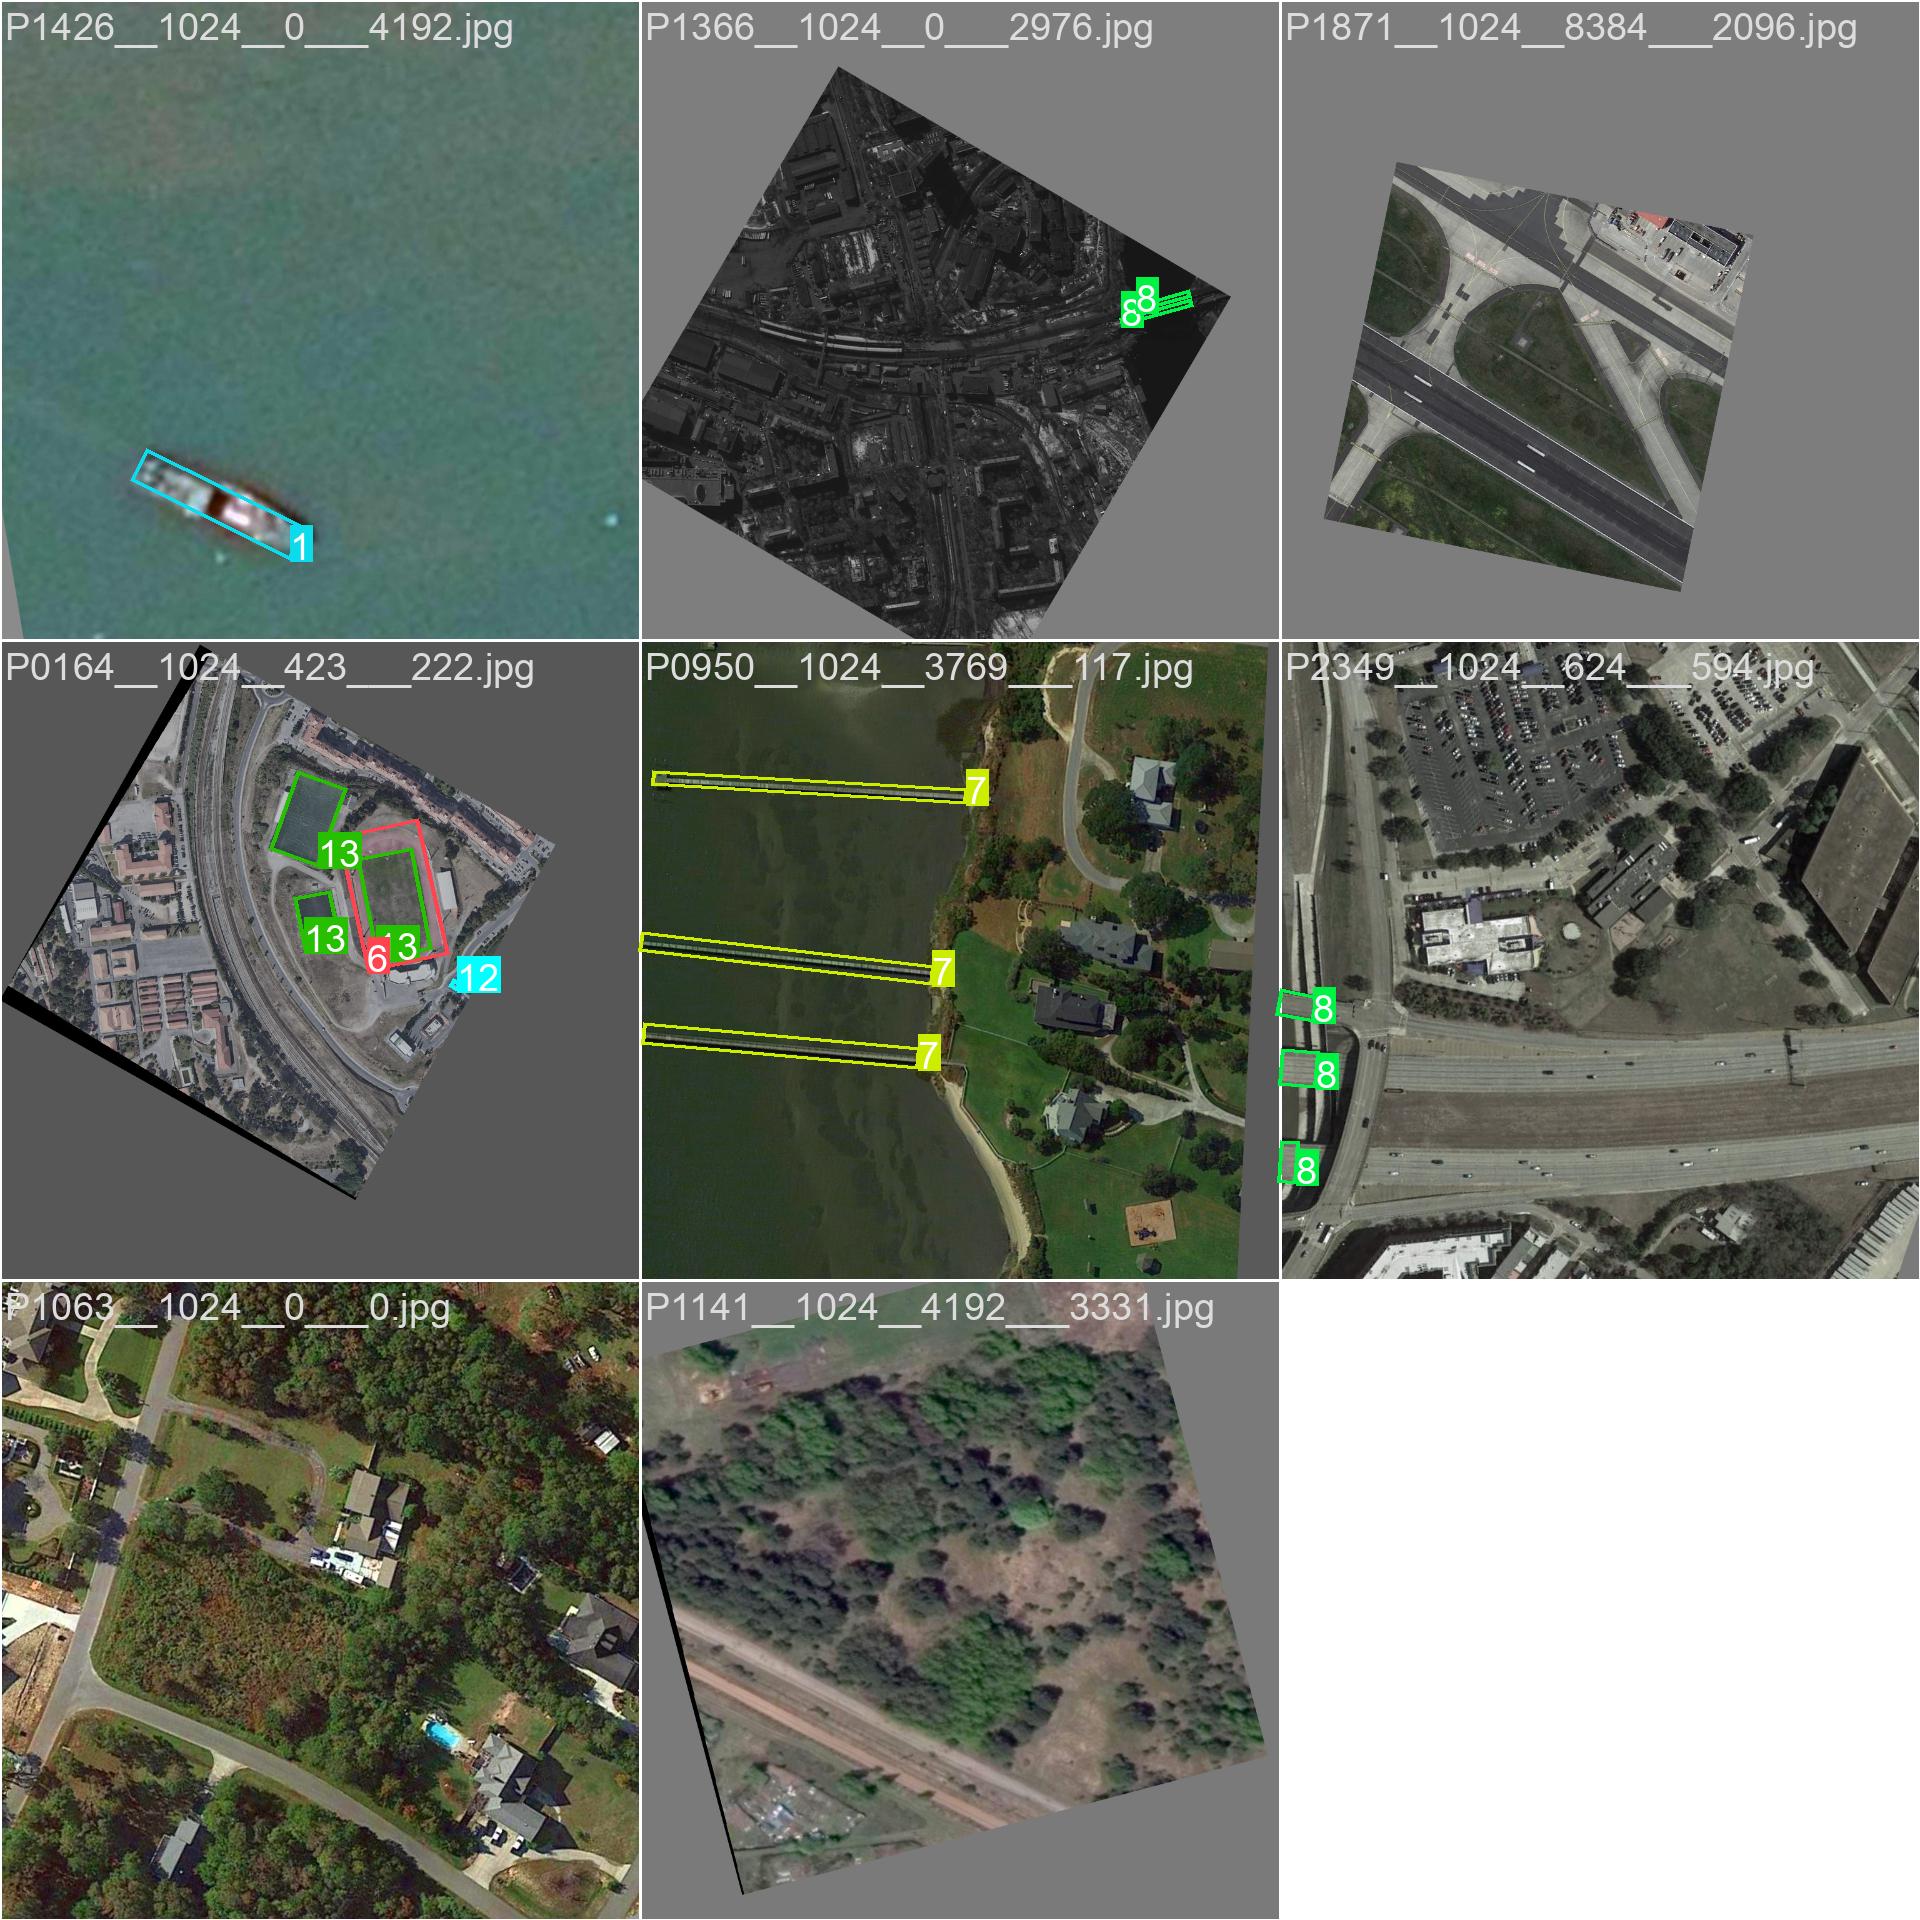 P1426__1024__0___4192.jpg
P1366__1024__0___2976.jpg
P1871__1024__8384___2096.jpg
1
8
8
P0164__1024__423___222.jpg
P0950__1024__3769___117.jpg
P2349__1024__624___594.jpg
13
13
13
6
12
7
7
7
8
8
8
P1063__1024__0___0.jpg
P1141__1024__4192___3331.jpg